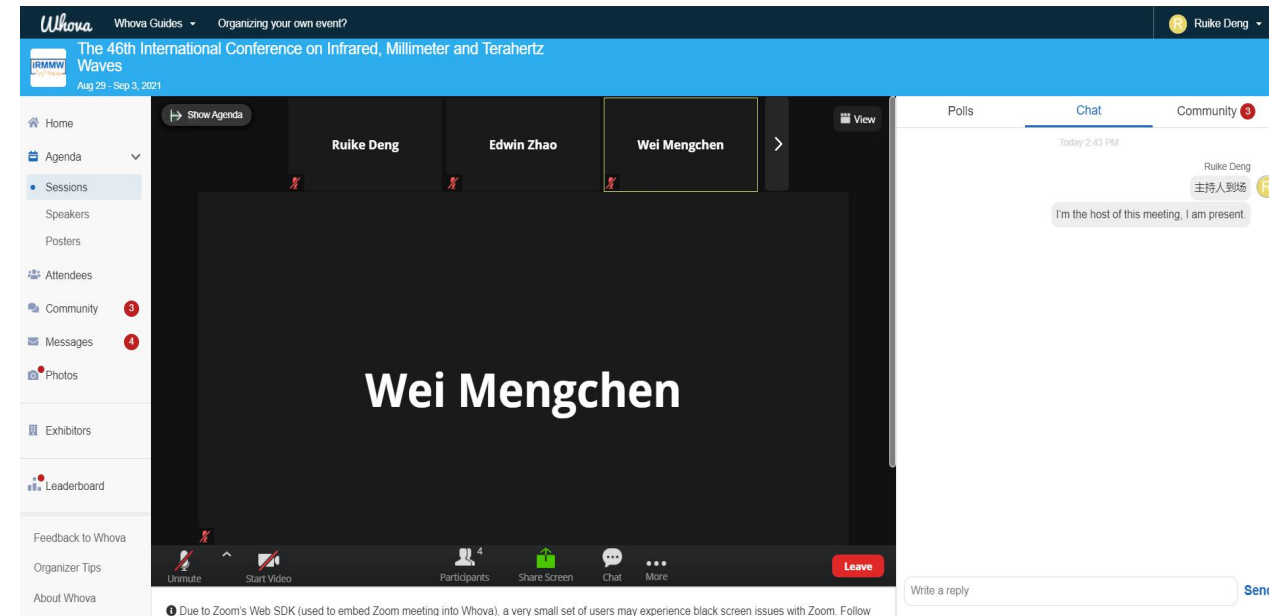 Whova
Whova Guides
Organizing your own event?
R
Ruike Deng
iRMMW
The 46th International Conference on Infrared, Millimeter and Terahertz
Waves
Aug 29 - Sep 3, 2021
Home
Agenda
Sessions
Speakers
Posters
Attendees
Community 3
Messages 4
Photos
Exhibitors
Leaderboard
Feedback to Whova
Organizer Tips
About Whova
Show Agenda
Ruike Deng
Edwin Zhao
Wei Mengchen
View
Wei Mengchen
Unmute
Start Video
4
Participants
Share Screen
Chat
More
Leave
Due to Zoom's Web SDK (used to embed Zoom meeting into Whova), a very small set of users may experience black screen issues with Zoom. Follow
Polls
Chat
Community 3
Today 2:43 PM
Ruike Deng
主持人到场
R
I'm the host of this meeting, I am present.
Write a reply
Send